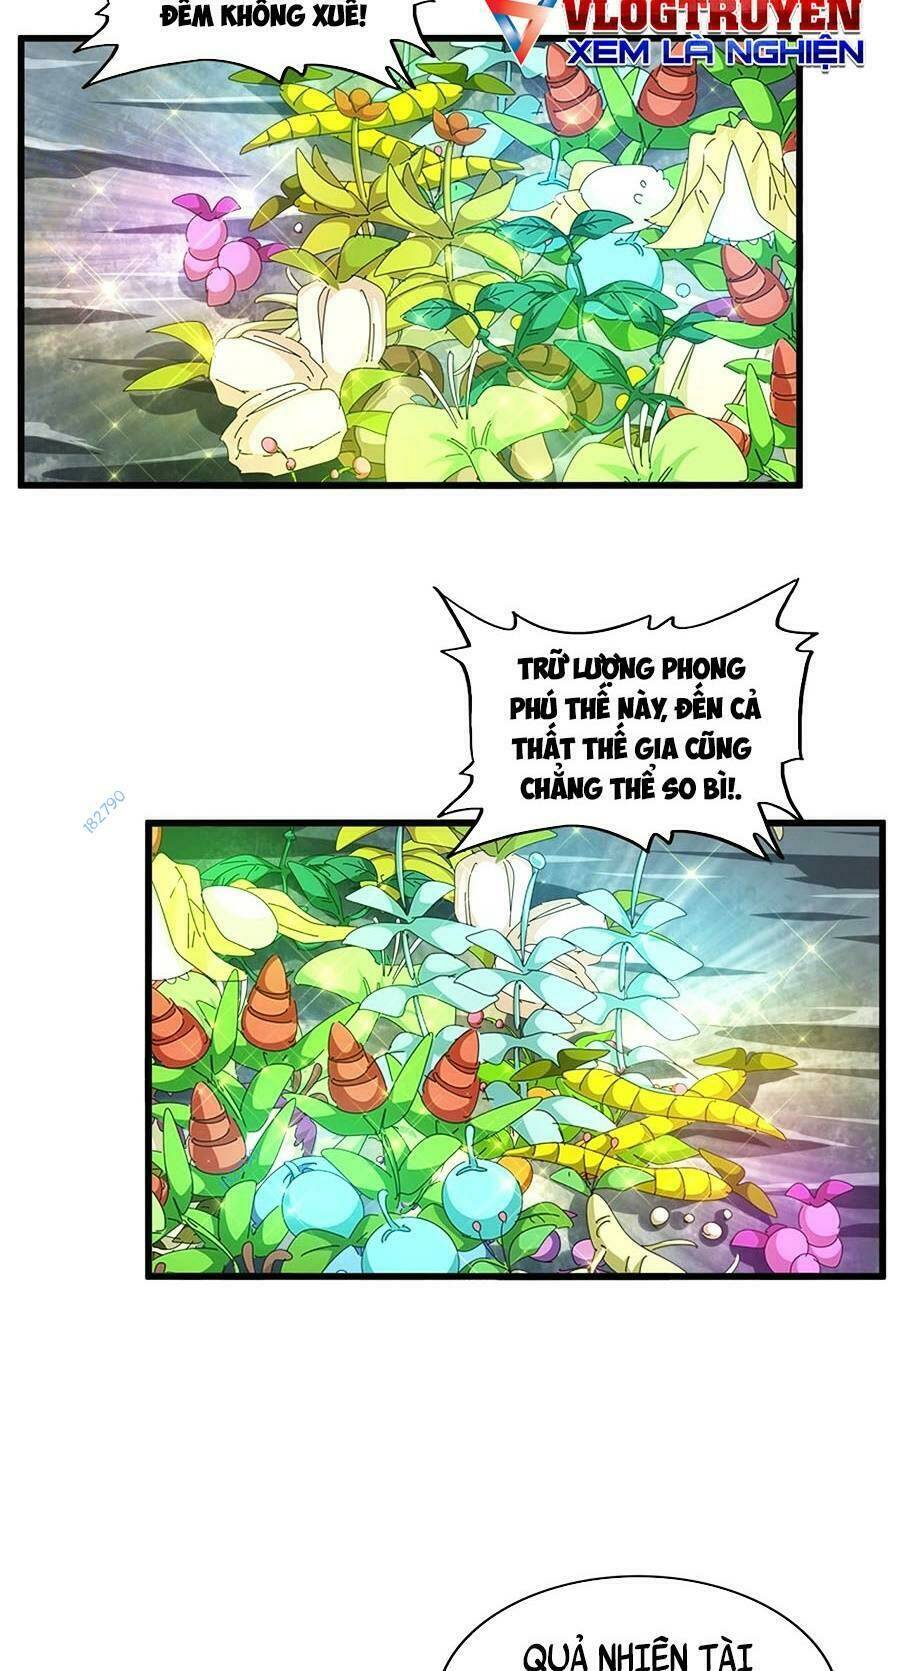 VLOGTRUYEN
ĐẾM KHÔNG XUỂ!
XEM LÀ NGHIỆN
TRỮ LƯỢNG PHONG
PHÚ THẾ NÀY, ĐẾN CẢ
THẤT THẾ GIA CŨNG
CHẲNG THỂ SO BÌ!.
182790
QUẢ NHIÊN TÀI